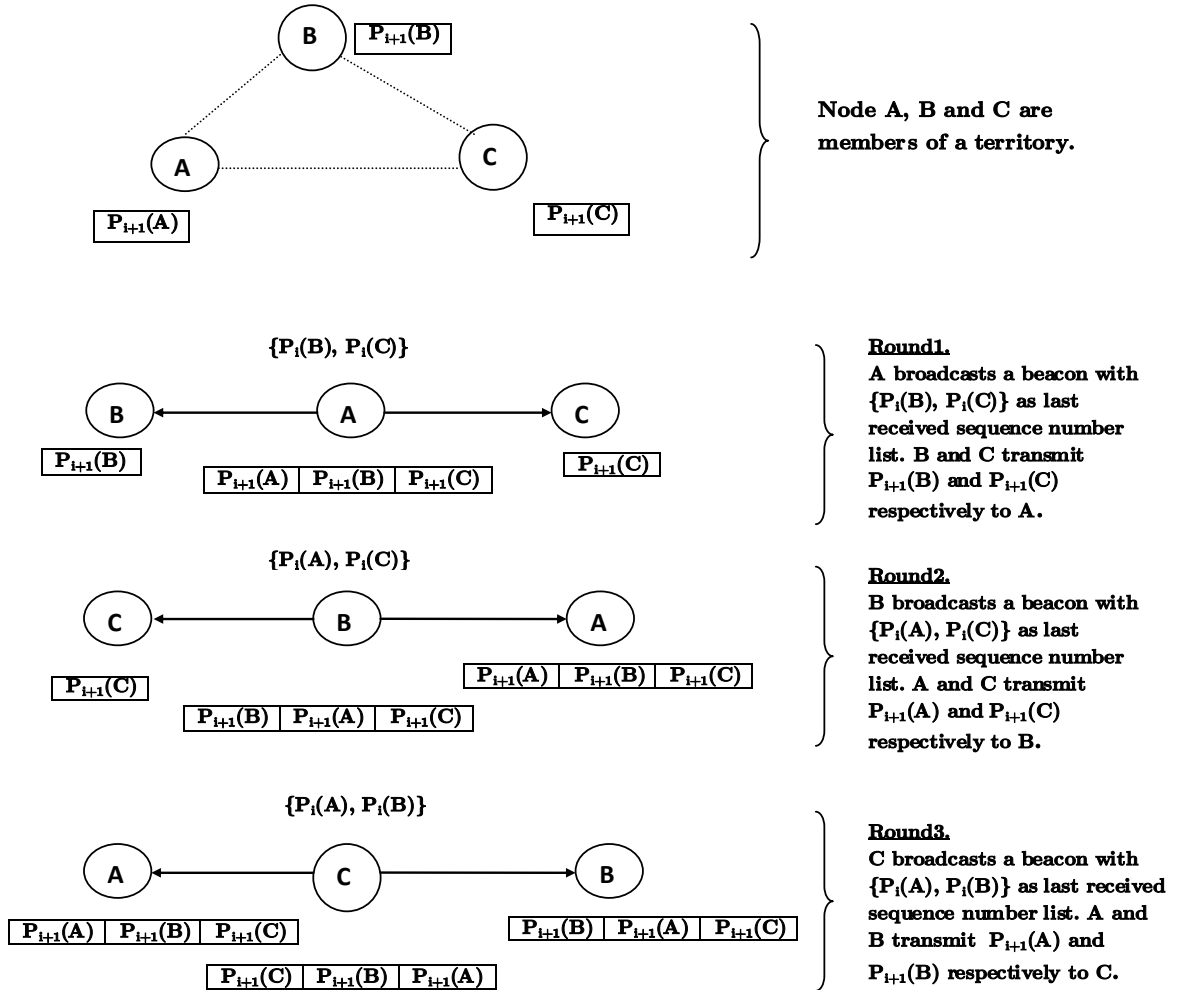 B
P_{i+1}(B)
Node A, B and C are
members of a territory.
A
C
P_{i+1}(A)
P_{i+1}(C)
{P_i(B), P_i(C)}
B
A
C
P_{i+1}(B)
P_{i+1}(A) P_{i+1}(B) P_{i+1}(C)
P_{i+1}(C)
Round1.
A broadcasts a beacon with
{P_i(B), P_i(C)} as last
received sequence number
list. B and C transmit
P_{i+1}(B) and P_{i+1}(C)
respectively to A.
{P_i(A), P_i(C)}
C
B
A
P_{i+1}(C)
P_{i+1}(B) P_{i+1}(A) P_{i+1}(C)
P_{i+1}(A) P_{i+1}(B) P_{i+1}(C)
Round2.
B broadcasts a beacon with
{P_i(A), P_i(C)} as last
received sequence number
list. A and C transmit
P_{i+1}(A) and P_{i+1}(C)
respectively to B.
{P_i(A), P_i(B)}
A
C
B
P_{i+1}(A) P_{i+1}(B) P_{i+1}(C)
P_{i+1}(C) P_{i+1}(B) P_{i+1}(A)
P_{i+1}(B) P_{i+1}(A) P_{i+1}(C)
Round3.
C broadcasts a beacon with
{P_i(A), P_i(B)} as last received
sequence number list. A and
B transmit P_{i+1}(A) and
P_{i+1}(B) respectively to C.